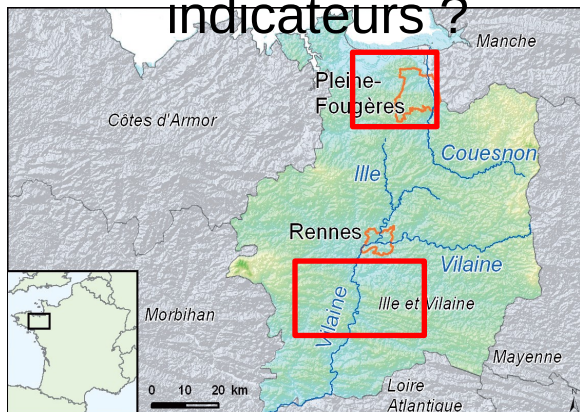 indicateurs ?
Manche
Pleine-
Fougères
Côtes d'Armor
Couesnon
Ille
Rennes
Vilaine
Ille et Vilaine
Vilaine
Morbihan
Mayenne
0 10 20 km
Loire
Atlantique